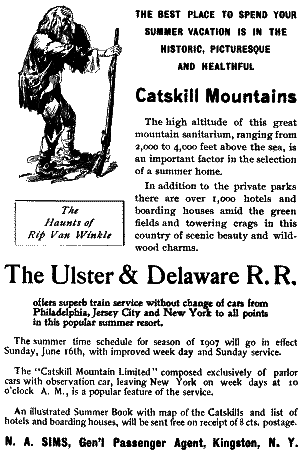 THE BEST PLACE TO SPEND YOUR
SUMMER VACATION IS IN THE
HISTORIC, PICTURESQUE
AND HEALTHFUL
Catskill Mountains
The high altitude of this great
mountain sanitarium, ranging from
2,000 to 4,000 feet above the sea, is
an important factor in the selection
of a summer home.
In addition to the private parks
there are over 1,000 hotels and
boarding houses amid the green
fields and towering crags in this
country of scenic beauty and wild-
wood charms.
The
Haunts of
Rip Van Winkle
The Ulster & Delaware R. R.
offers superb train service without change of cars from
Philadelphia, Jersey City and New York to all points
in this popular summer resort.
The summer time schedule for season of 1907 will go in effect
Sunday, June 16th, with improved week day and Sunday service.
The "Catskill Mountain Limited" composed exclusively of parlor
cars with observation car, leaving New York on week days at 10
o'clock A. M., is a popular feature of the service.
An illustrated Summer Book with map of the Catskills and list of
hotels and boarding houses, will be sent free on receipt of 8 cts. postage.
N. A. SIMS, Gen'l Passenger Agent, Kingston, N. Y.